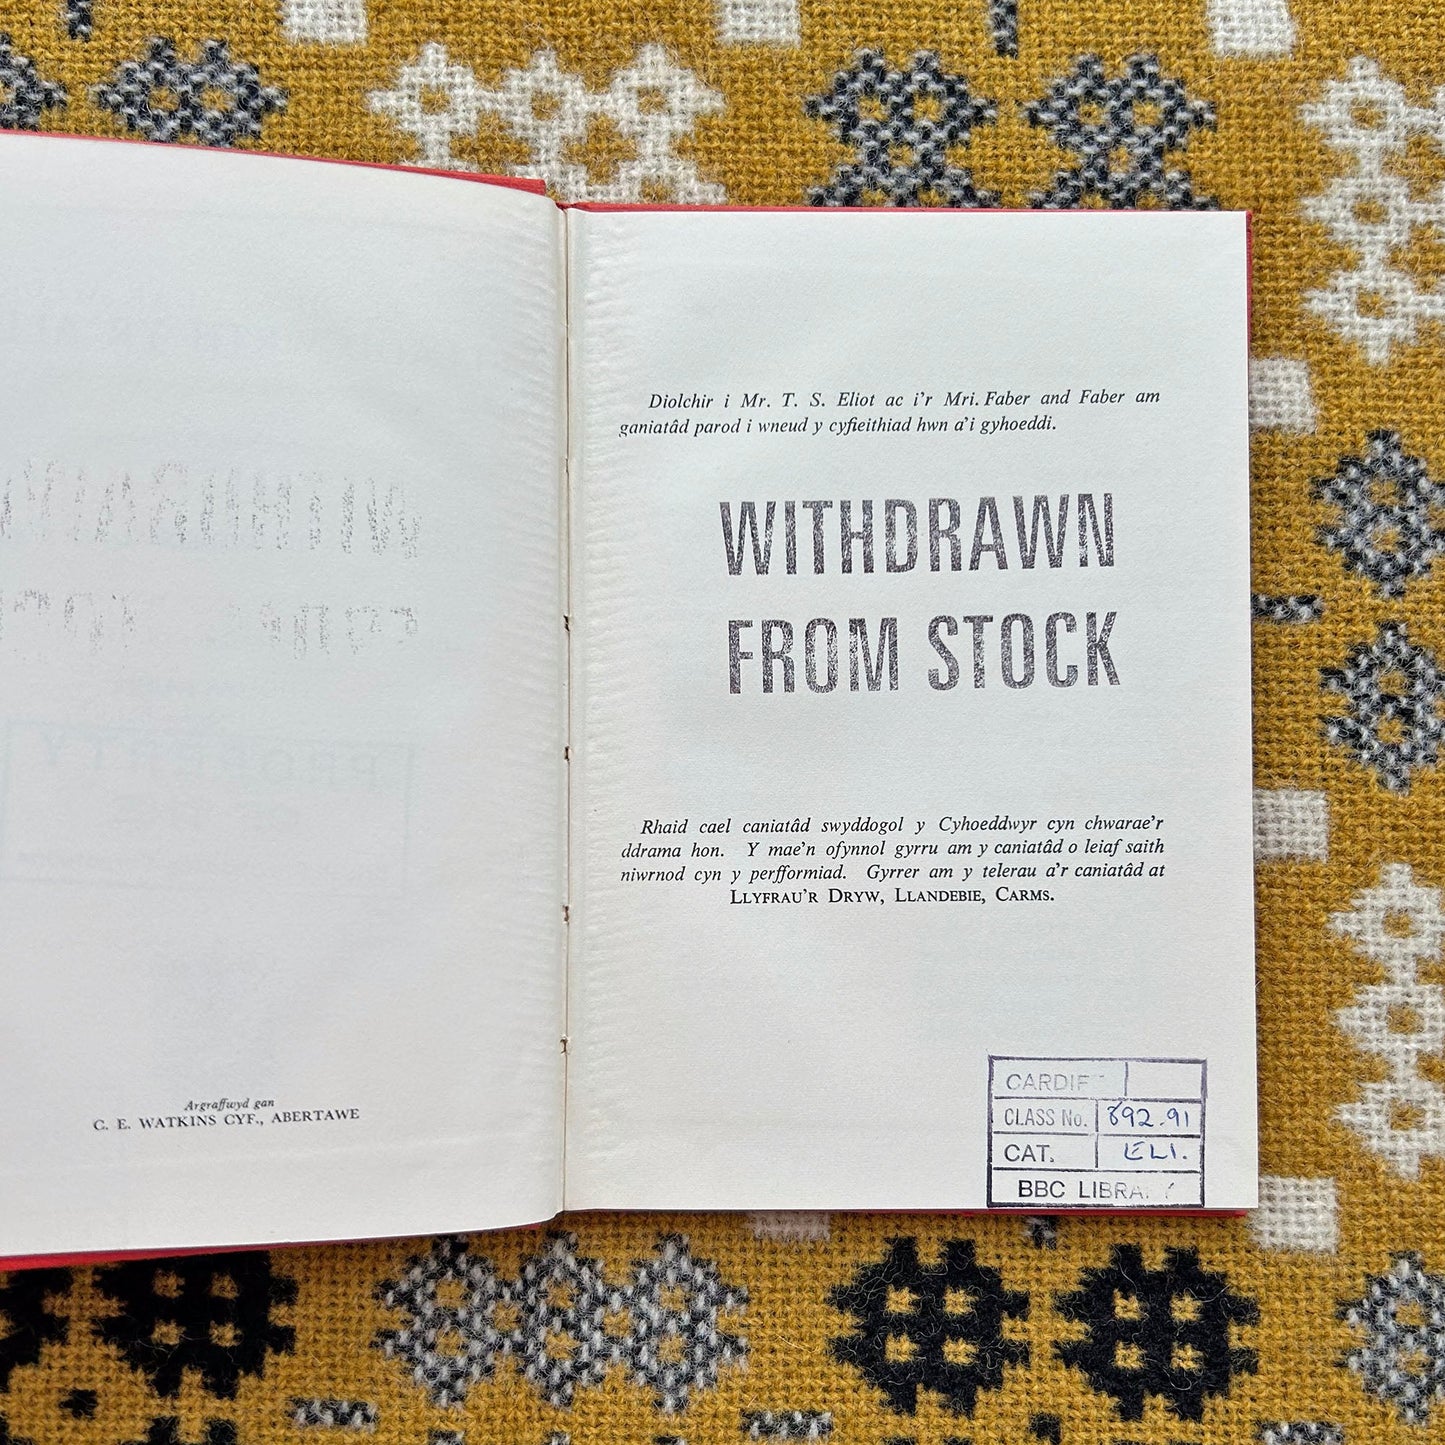 Argraffwyd gan
C. E. WATKINS CYF., ABERTAWE
Diolchir i Mr. T. S. Eliot ac i'r Mri. Faber and Faber am
ganiatâd parod i wneud y cyfieithiad hwn a'i gyhoeddi.
WITHDRAWN
FROM STOCK
Rhaid cael caniatâd swyddogol y Cyhoeddwyr cyn chwarae'r
ddrama hon. Y mae'n ofynnol gyrru am y caniatâd o leiaf saith
niwrnod cyn y perfformiad. Gyrrer am y telerau a'r caniatâd at
LLYFRAU'R DRYW, LLANDEBIE, CARMS.
CARDIFF
CLASS No. 892.91
CAT. ELI.
BBC LIBRARY